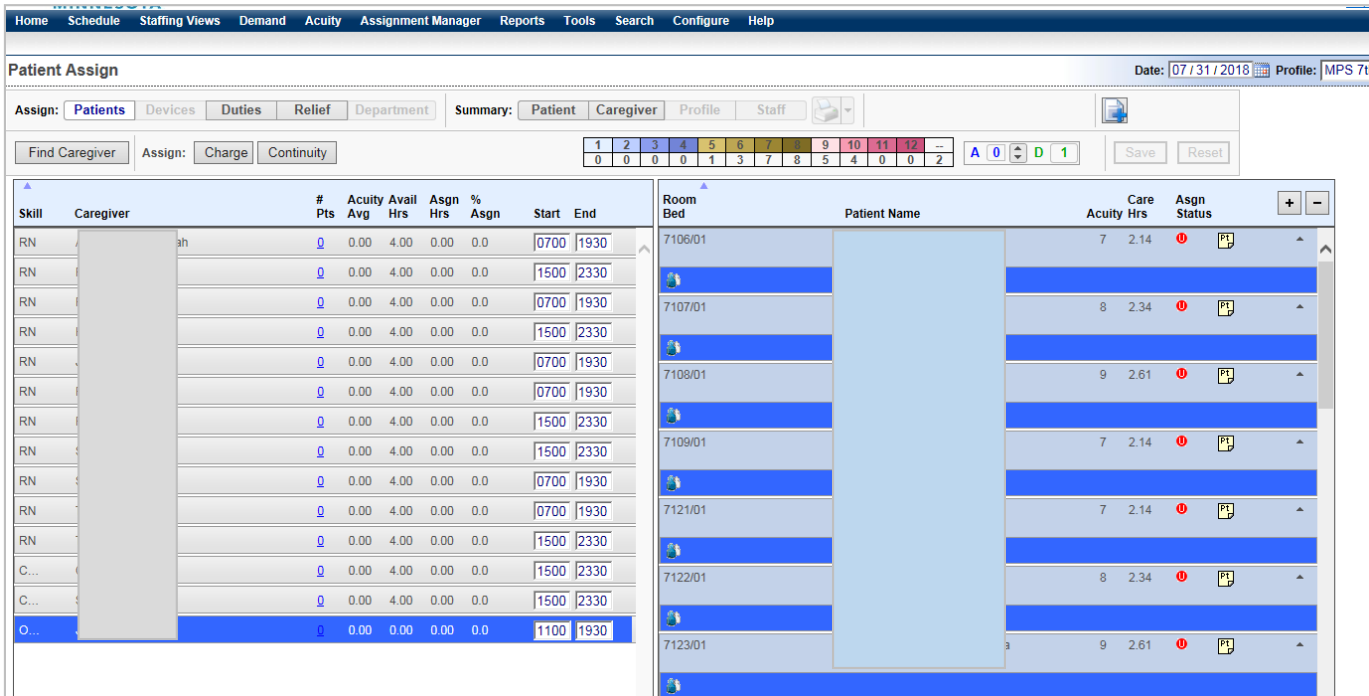 Home Schedule Staffing Views Demand Acuity Assignment Manager Reports Tools Search Configure Help
Patient Assign Date: 07/31/2018 Profile: MPS 7t
Assign: Patients Devices Duties Relief Department Summary: Patient Caregiver Profile Staff
Find Caregiver Assign: Charge Continuity 1 2 3 4 5 6 7 8 9 10 11 12 -- A 0 D 1 Save Reset
0 0 0 0 1 3 7 8 5 4 0 0 2
# Acuity Avail Asgn % Room Care Asgn
Skill Caregiver Pts Avg Hrs Hrs Asgn Start End Bed Patient Name Acuity Hrs Status + -
RN ah 0 0.00 4.00 0.00 0.0 0700 1930 7106/01 7 2.14 U Pt
RN 0 0.00 4.00 0.00 0.0 1500 2330
RN 0 0.00 4.00 0.00 0.0 0700 1930 7107/01 8 2.34 U Pt
RN 0 0.00 4.00 0.00 0.0 1500 2330
RN 0 0.00 4.00 0.00 0.0 0700 1930
RN 0 0.00 4.00 0.00 0.0 0700 1930 7108/01 9 2.61 U Pt
RN 0 0.00 4.00 0.00 0.0 1500 2330
RN 0 0.00 4.00 0.00 0.0 1500 2330 7109/01 7 2.14 U Pt
RN 0 0.00 4.00 0.00 0.0 0700 1930
RN 0 0.00 4.00 0.00 0.0 0700 1930 7121/01 7 2.14 U Pt
RN 0 0.00 4.00 0.00 0.0 1500 2330
C... 0 0.00 4.00 0.00 0.0 1500 2330 7122/01 8 2.34 U Pt
C... 0 0.00 4.00 0.00 0.0 1500 2330
O... 0 0.00 0.00 0.00 0.0 1100 1930 7123/01 a 9 2.61 U Pt